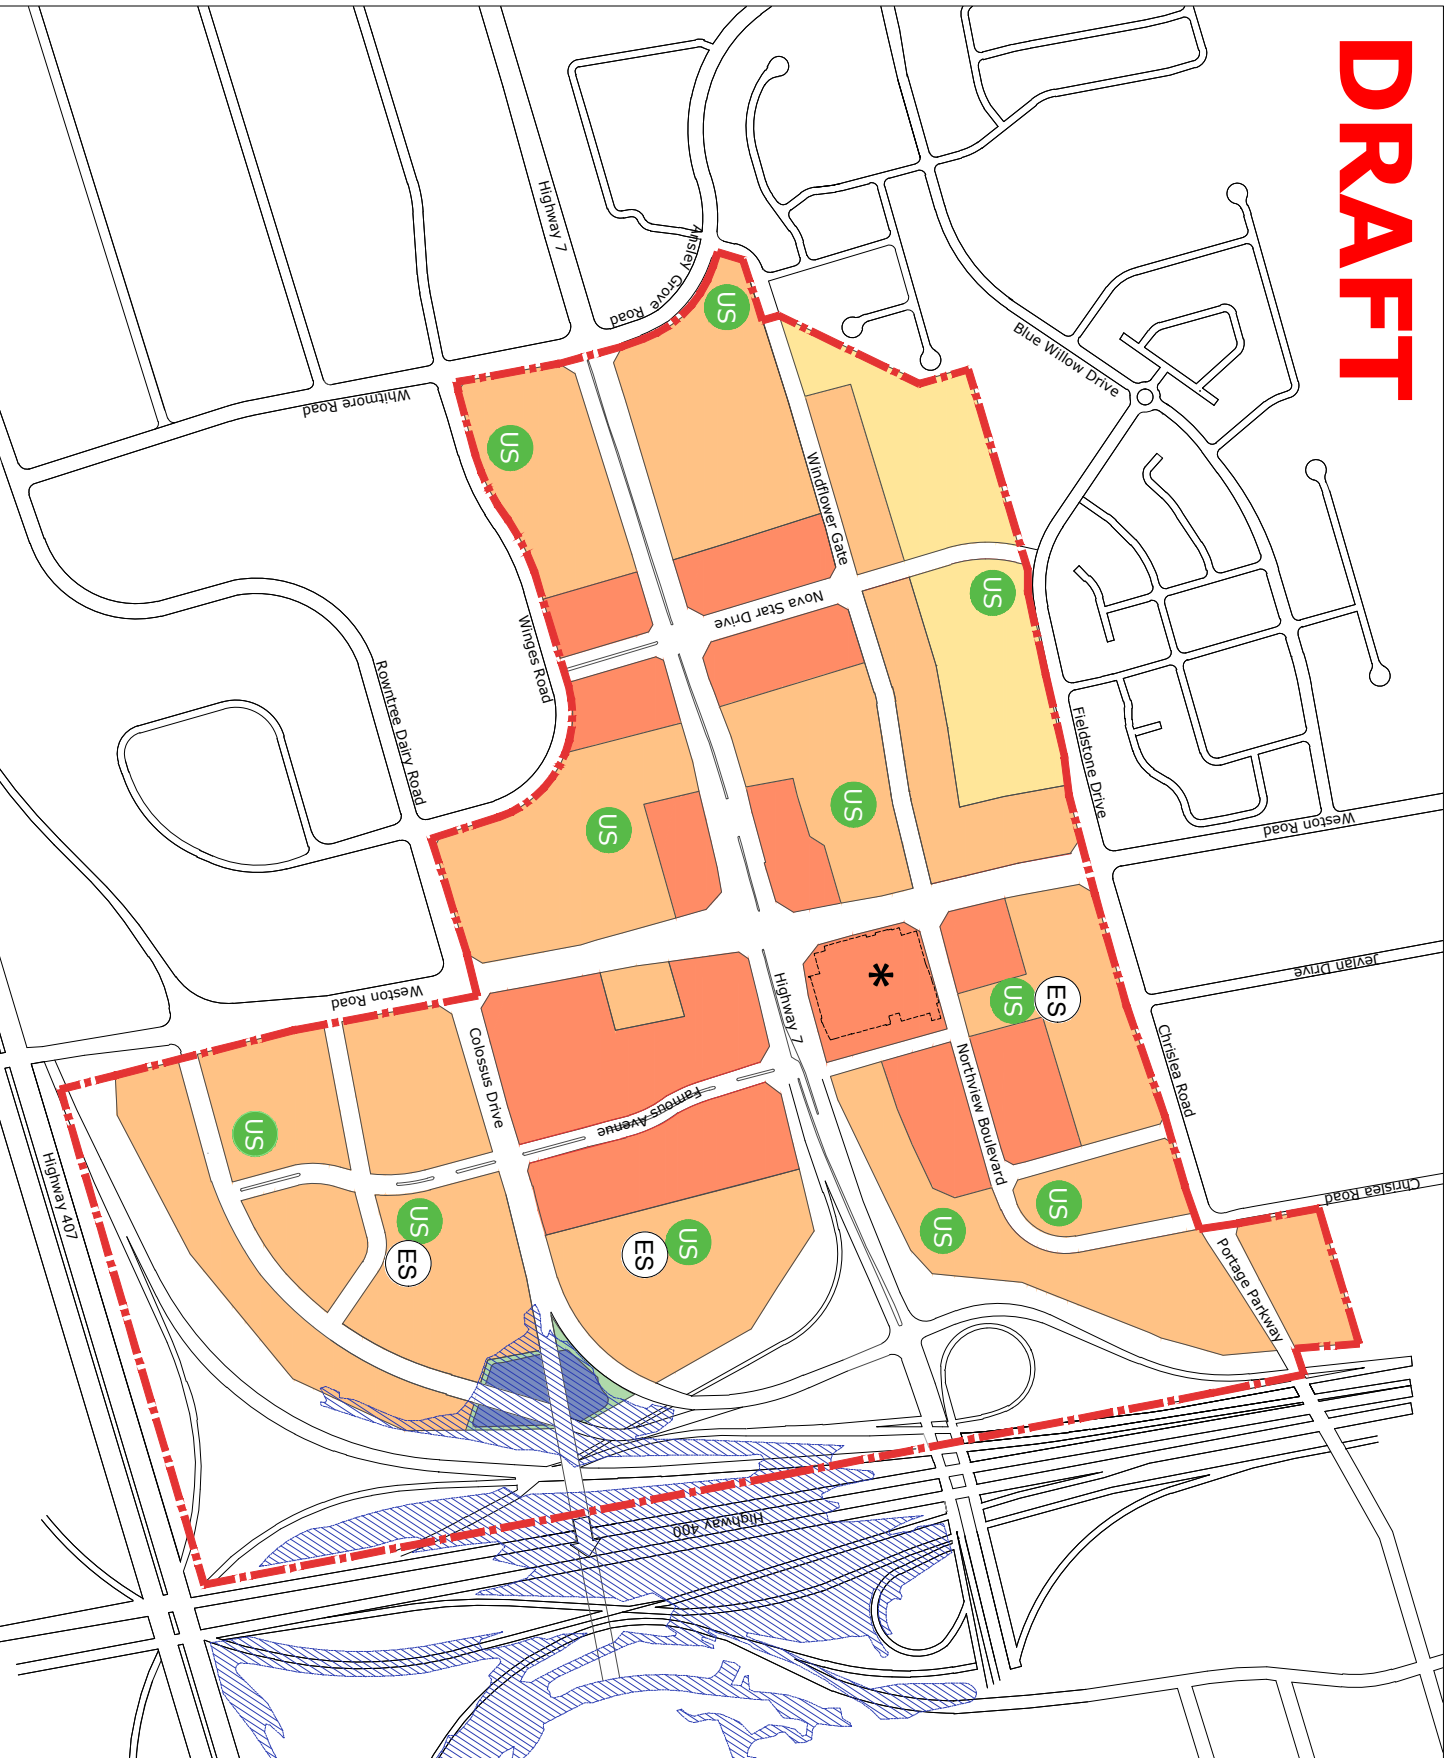 DRAFT
Highway 7
Ansley Grove Road
US
Blue Willow Drive
Whitmore Road
US
Windflower Gate
Nova Star Drive
US
Winges Road
Rowntree Dairy Road
Fieldstone Drive
Weston Road
US
US
Highway 7
*
US
ES
Jevlan Drive
Weston Road
Colossus Drive
Famous Avenue
Northview Boulevard
Chrislea Road
US
Highway 407
US
ES
ES
US
US
US
Chrislea Road
Portage Parkway
Highway 400